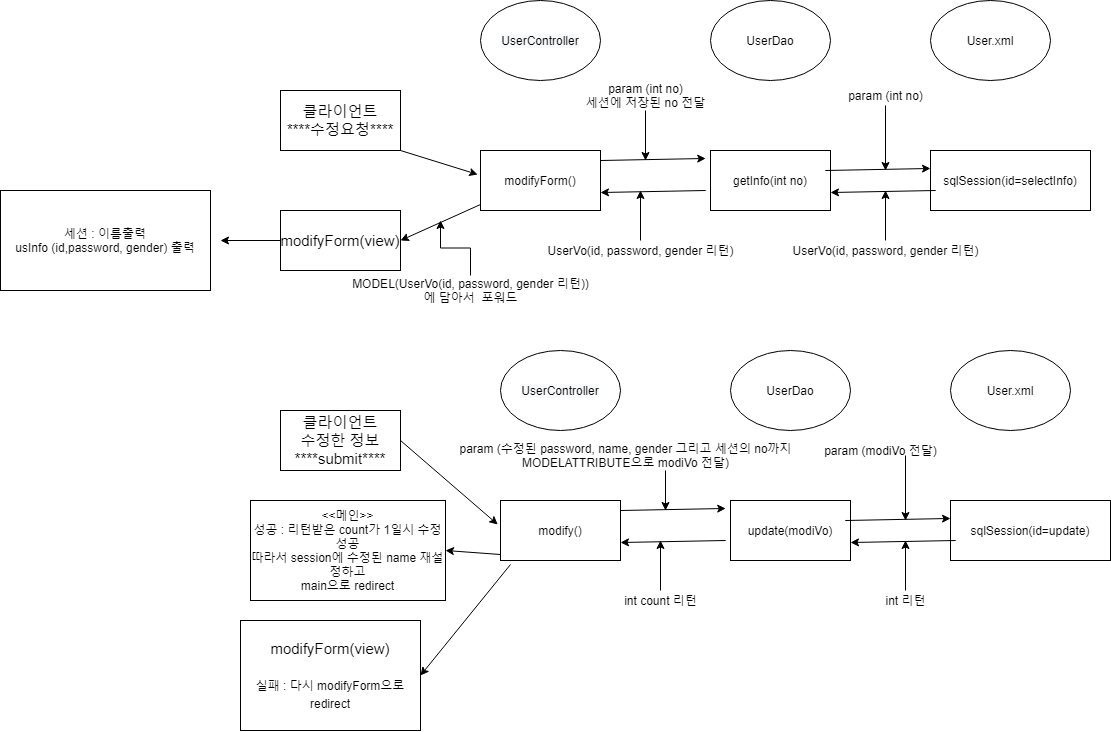 UserController
UserDao
User.xml
param (int no)
세션에 저장된 no 전달
param (int no)
클라이언트
****수정요청****
modifyForm()
getInfo(int no)
sqlSession(id=selectInfo)
세션 : 이름출력
usInfo (id,password, gender) 출력
modifyForm(view)
UserVo(id, password, gender 리턴)
UserVo(id, password, gender 리턴)
MODEL(UserVo(id, password, gender 리턴))
에 담아서 포워드
UserController
UserDao
User.xml
클라이언트
수정한 정보
****submit****
param (수정된 password, name, gender 그리고 세션의 no까지
MODELATTRIBUTE으로 modiVo 전달)
param (modiVo 전달)
<<메인>>
성공 : 리턴받은 count가 1일시 수정
성공
따라서 session에 수정된 name 재설
정하고
main으로 redirect
modify()
update(modiVo)
sqlSession(id=update)
int count 리턴
int 리턴
modifyForm(view)
실패 : 다시 modifyForm으로
redirect